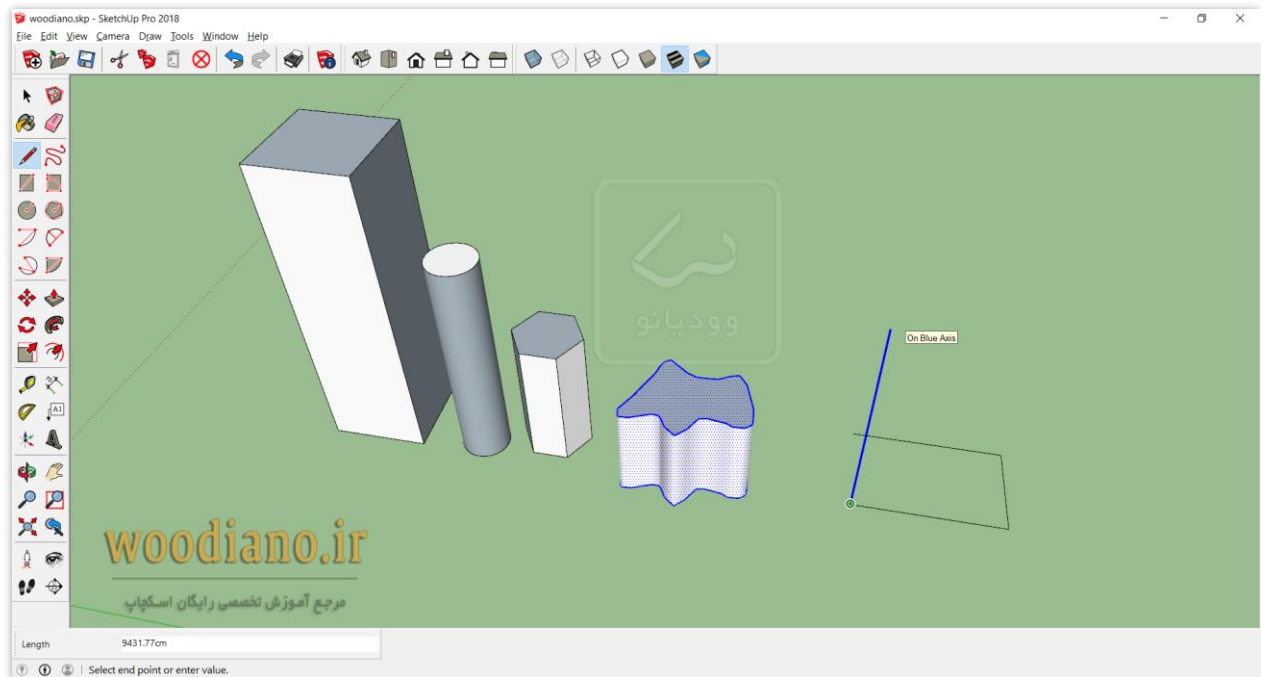 woodiano.skp - SketchUp Pro 2018
File Edit View Camera Draw Tools Window Help
A1
وودیانو
On Blue Axis
woodiano.ir
مرجع آموزش تخصصی رایگان اسکچاپ
Length 9431.77cm
Select end point or enter value.